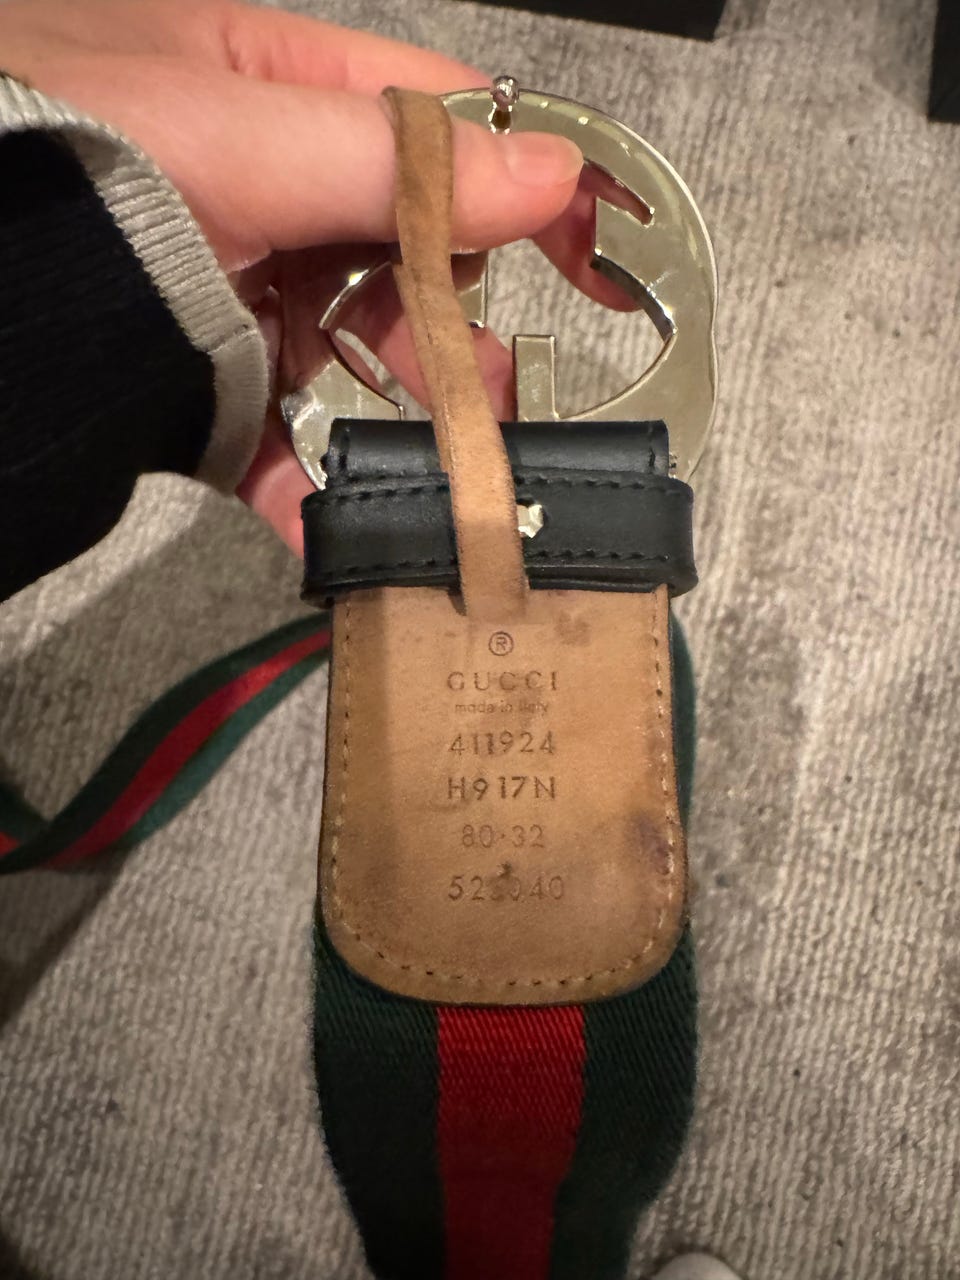 ®
GUCCI
made in Italy
411924
H917N
80·32